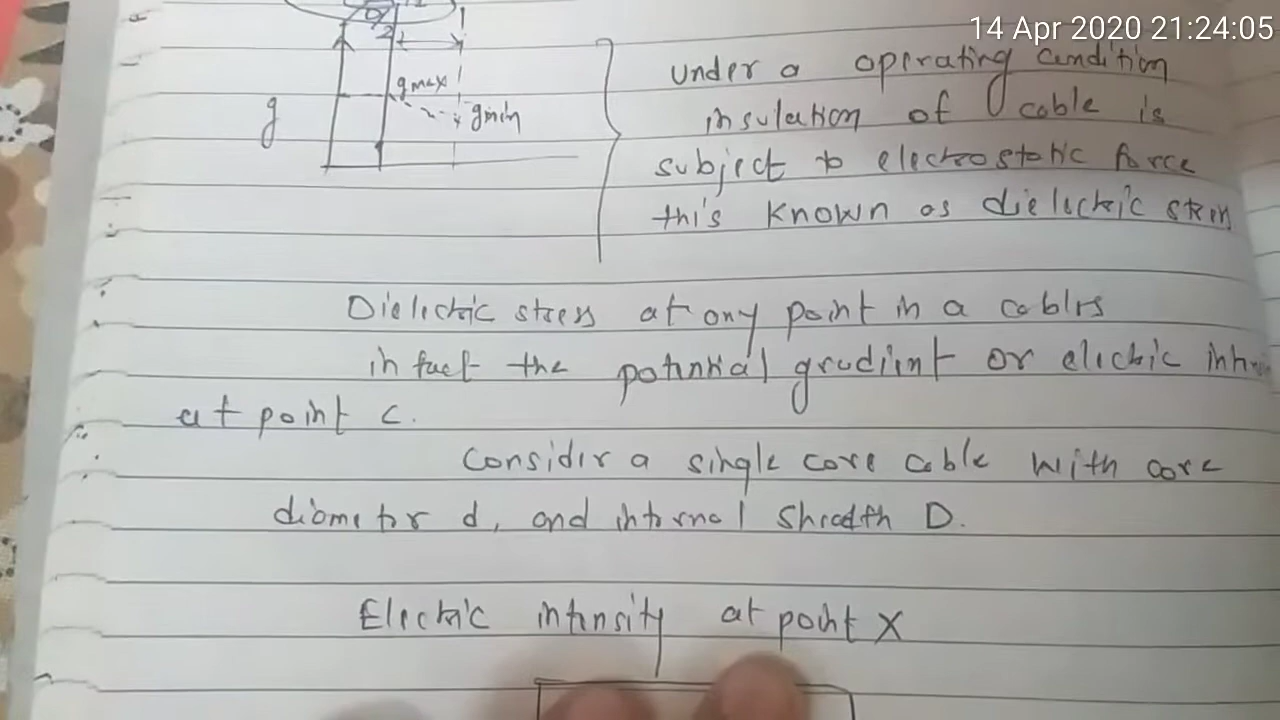 14 Apr 2020 21:24:05
D/2
gmax
gmin
g
Under a operating condition
insulation of cable is
subject to electrostatic force
this known as dielectric stress
Dielectric stress at any point in a cables
in fact the potential gradient or electric
at point c.
Consider a single core cable with core
diameter d, and internal Sheadth D.
Electric intensity at point X